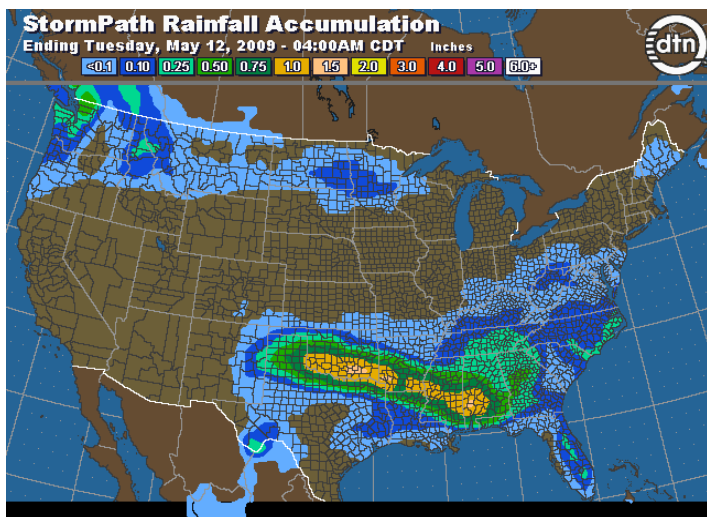 StormPath Rainfall Accumulation
Ending Tuesday, May 12, 2009 - 04:00AM CDT Inches
<0.1 0.10 0.25 0.50 0.75 1.0 1.5 2.0 3.0 4.0 5.0 6.0+
dtn